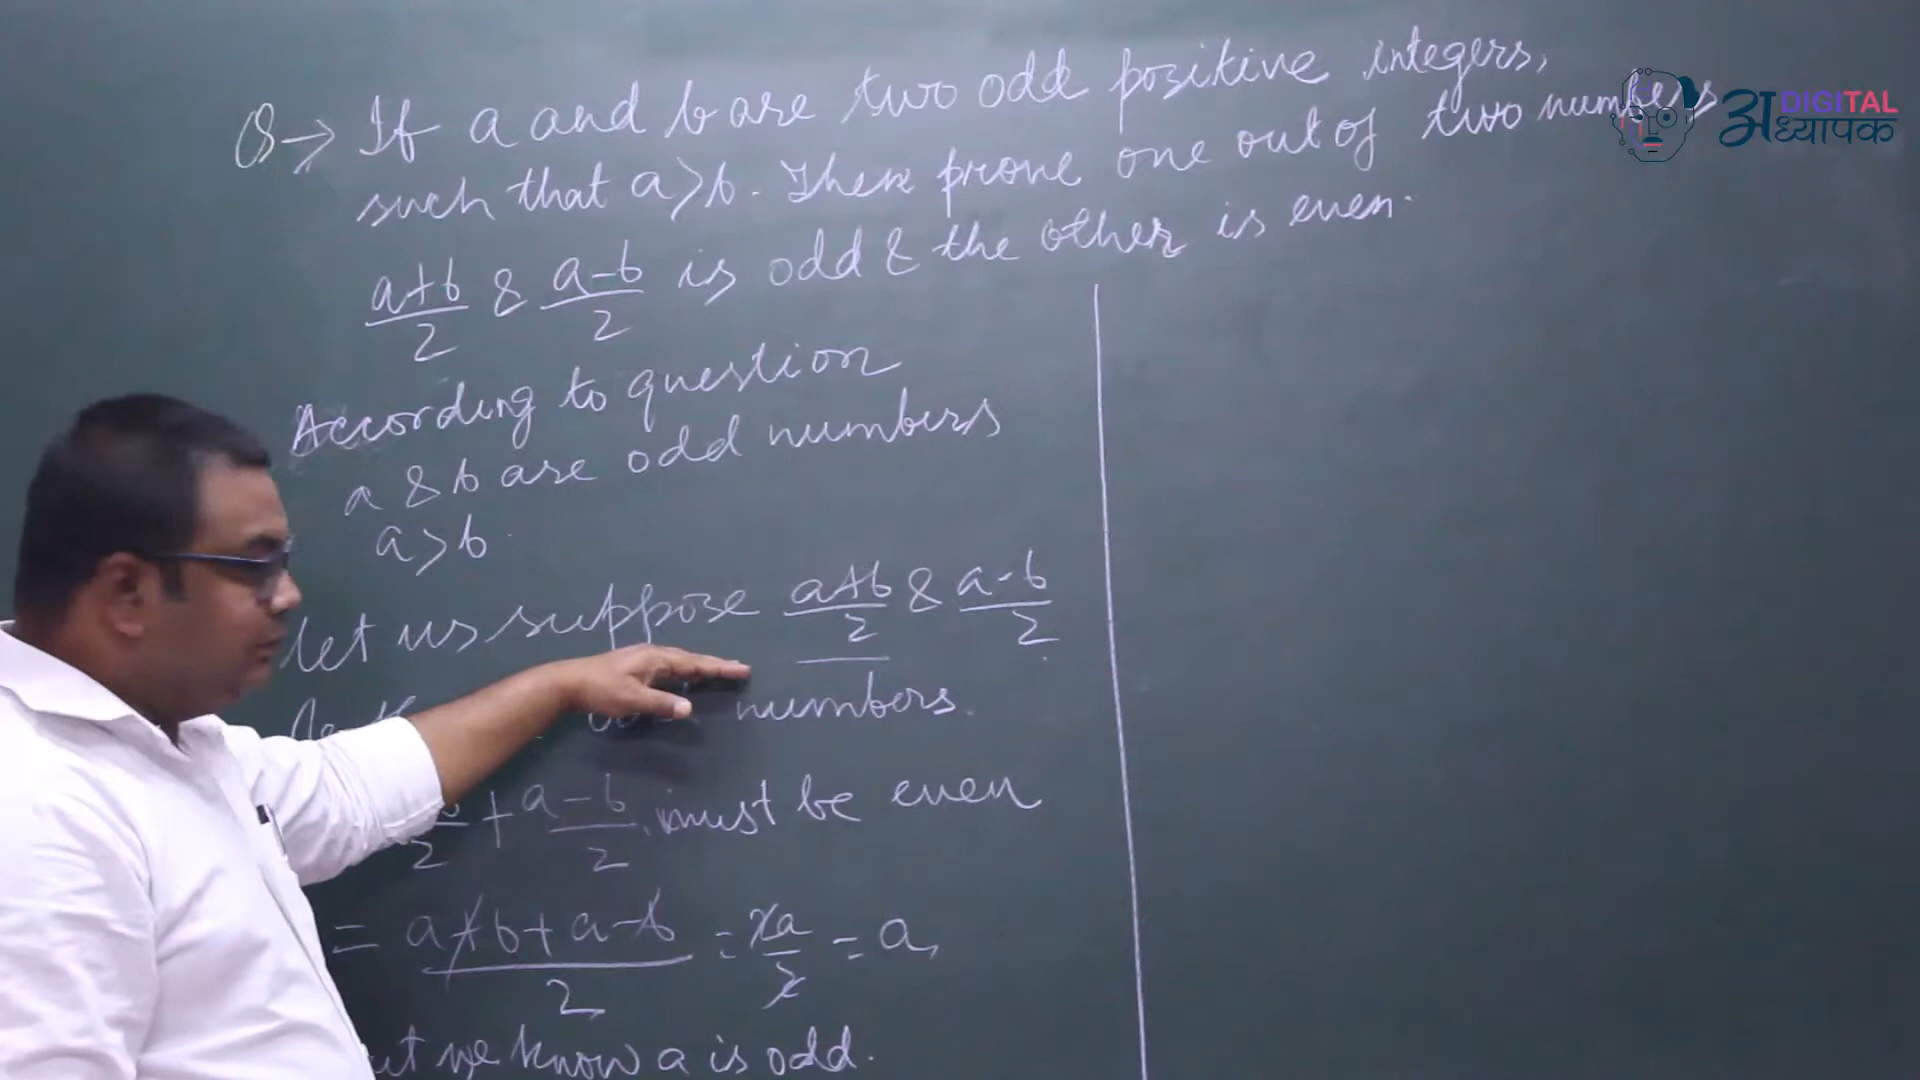 Q→ If a and b are two odd positive integers,
such that a>b. Then prove one out of two numbers
a+b/2 & a-b/2 is odd & the other is even.
According to question
a & b are odd numbers
a>b.
let us suppose a+b/2 & a-b/2
numbers.
/2 + a-b/2 must be even
= a+b+a-b/2 = 2a/2 = a,
we know a is odd.
DIGITAL
अध्यापक